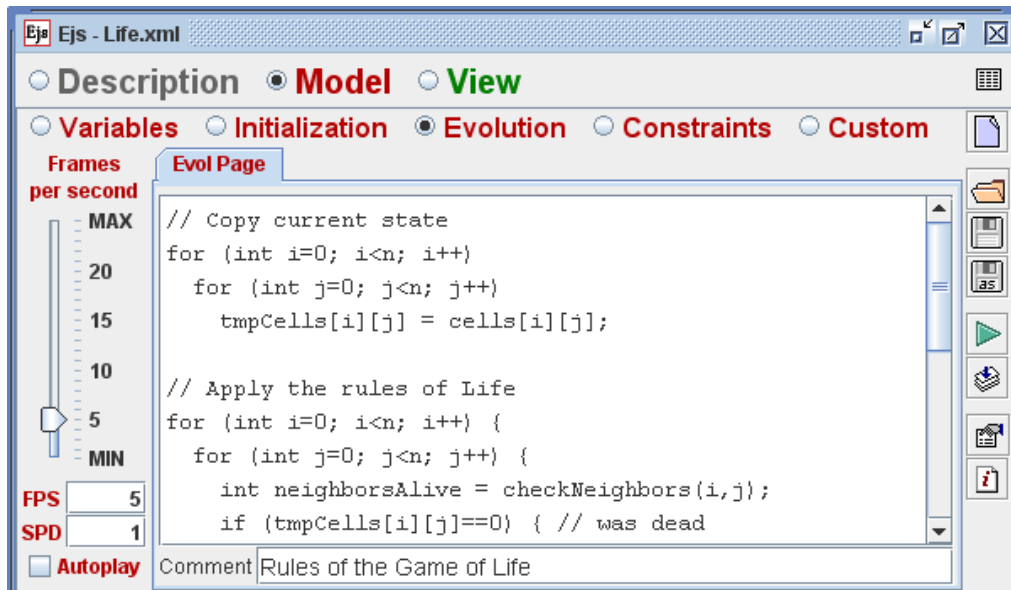 Ejs Ejs - Life.xml
Description Model View
Variables Initialization Evolution Constraints Custom
Frames
per second
Evol Page
MAX
20
15
10
5
MIN
FPS 5
SPD 1
Autoplay
// Copy current state
for (int i=0; i<n; i++)
  for (int j=0; j<n; j++)
    tmpCells[i][j] = cells[i][j];
// Apply the rules of Life
for (int i=0; i<n; i++) {
  for (int j=0; j<n; j++) {
    int neighborsAlive = checkNeighbors(i,j);
    if (tmpCells[i][j]==0) { // was dead
Comment Rules of the Game of Life
as
i